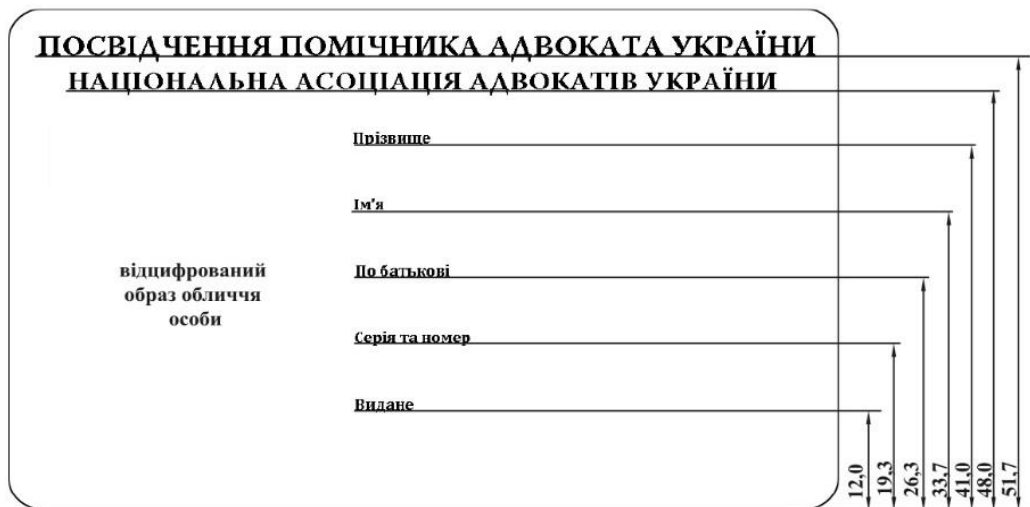 ПОСВІДЧЕННЯ ПОМІЧНИКА АДВОКАТА УКРАЇНИ
НАЦІОНАЛЬНА АСОЦІАЦІЯ АДВОКАТІВ УКРАЇНИ
Прізвище
Ім'я
відцифрований
образ обличчя
особи
По батькові
Серія та номер
Видане
12,0
19,3
26,3
33,7
41,0
48,0
51,7